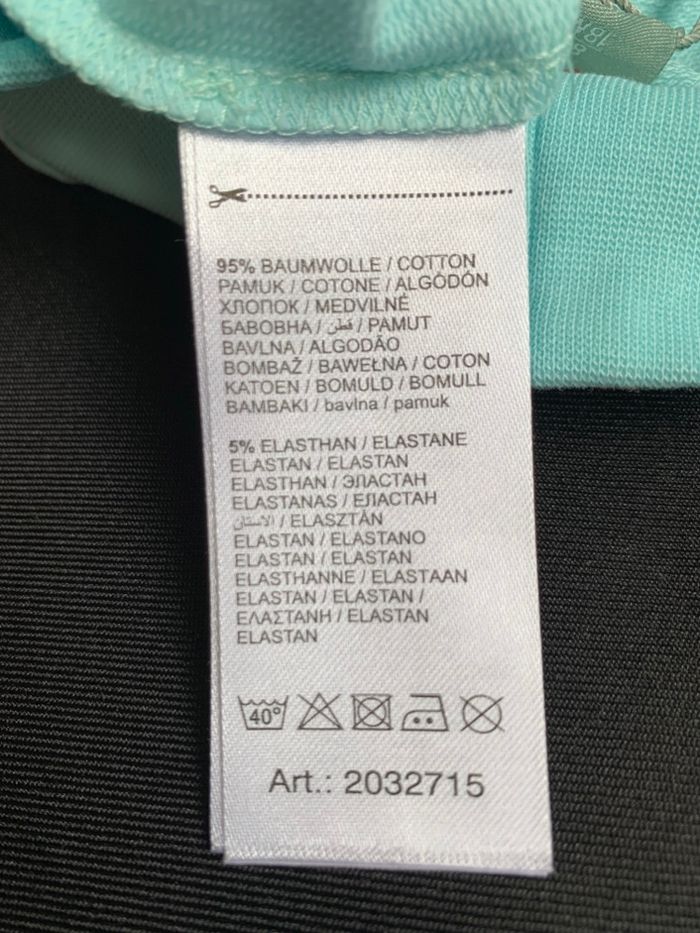 95% BAUMWOLLE / COTTON
PAMUK / COTONE / ALGÓDÓN
ХЛОПОК / MEDVILNĖ
БАВОВНА / قطن / PAMUT
BAVLNA / ALGODÃO
BOMBAŽ / BAWEŁNA / COTON
KATOEN / BOMULD / BOMULL
BAMBAKI / bavlna / pamuk
5% ELASTHAN / ELASTANE
ELASTAN / ELASTAN
ELASTHAN / ЭЛАСТАН
ELASTANAS / ЕЛАСТАН
الاستان / ELASZTÁN
ELASTAN / ELASTANO
ELASTAN / ELASTAN
ELASTHANNE / ELASTAAN
ELASTAN / ELASTAN /
ΕΛΑΣΤΑΝΗ / ELASTAN
ELASTAN
40°
Art.: 2032715